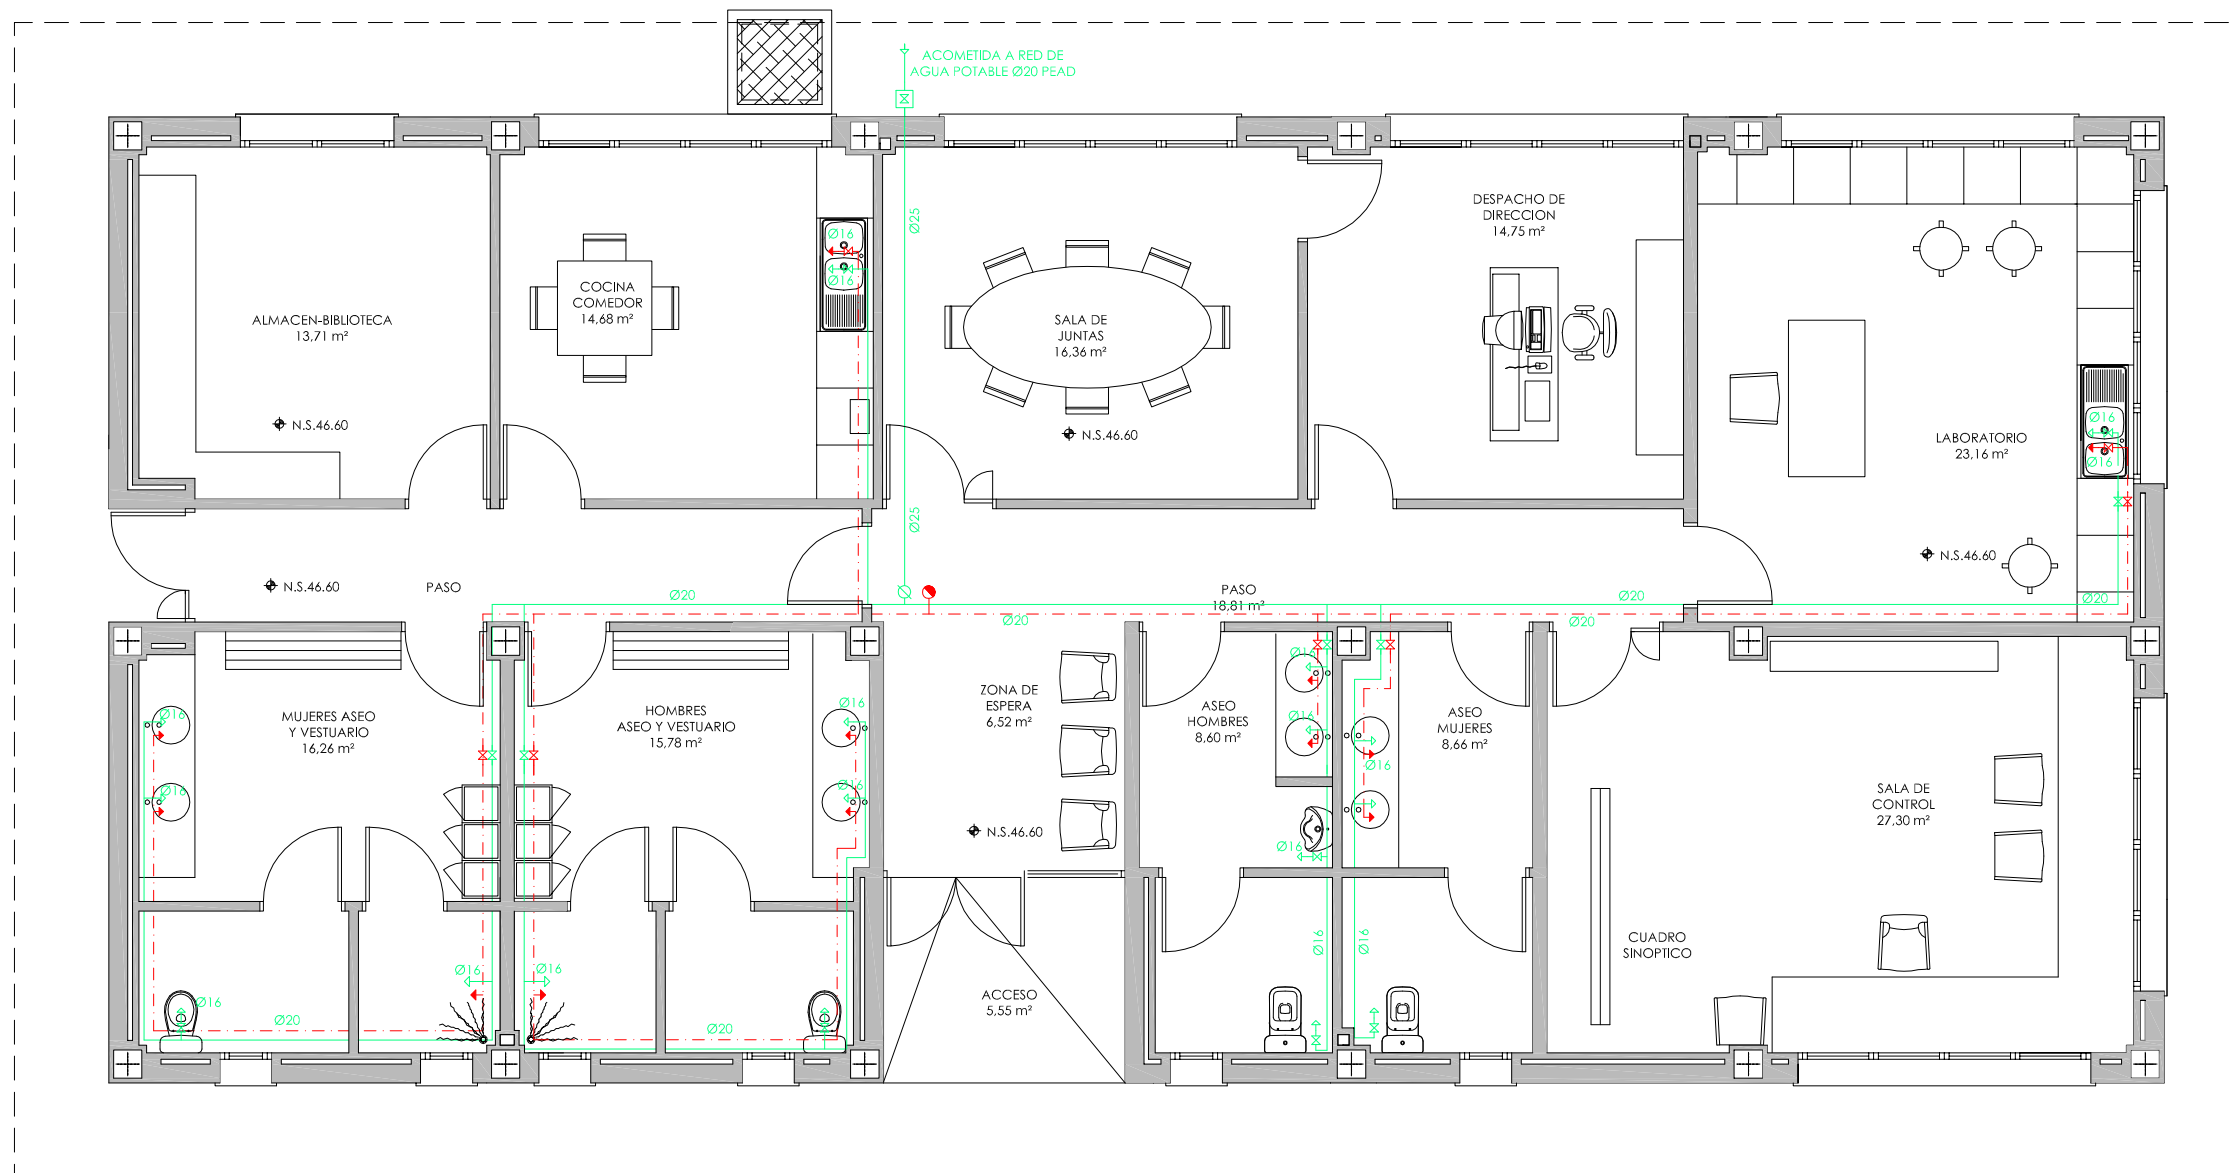 ACOMETIDA A RED DE
AGUA POTABLE Ø20 PEAD
Ø25
DESPACHO DE
DIRECCION
14,75 m²
Ø16
Ø16
COCINA
COMEDOR
14,68 m²
ALMACEN-BIBLIOTECA
13,71 m²
SALA DE
JUNTAS
16,36 m²
N.S.46.60
N.S.46.60
LABORATORIO
23,16 m²
Ø16
Ø16
Ø25
N.S.46.60
N.S.46.60
PASO
Ø20
PASO
18,81 m²
Ø20
Ø20
Ø20
Ø20
MUJERES ASEO
Y VESTUARIO
16,26 m²
Ø16
Ø16
HOMBRES
ASEO Y VESTUARIO
15,78 m²
Ø16
Ø16
ZONA DE
ESPERA
6,52 m²
N.S.46.60
ASEO
HOMBRES
8,60 m²
Ø16
Ø16
Ø16
ASEO
MUJERES
8,66 m²
Ø16
SALA DE
CONTROL
27,30 m²
CUADRO
SINOPTICO
Ø16
Ø16
Ø16
Ø16
Ø16
Ø20
Ø20
ACCESO
5,55 m²